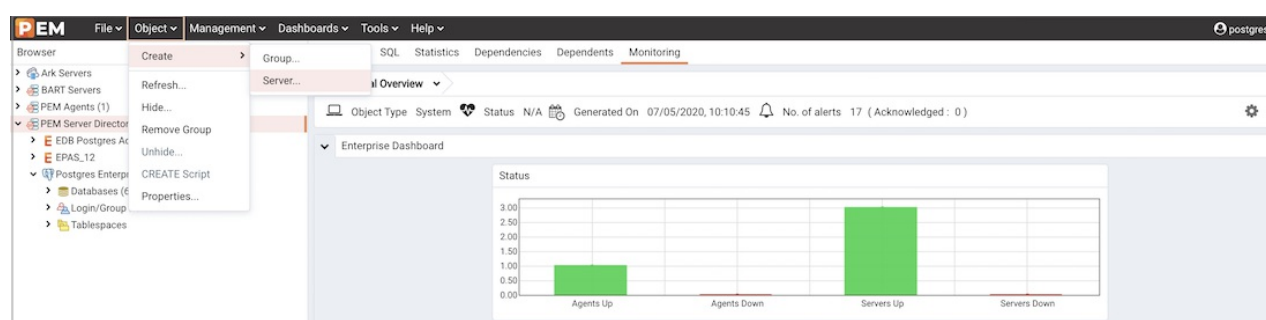 PEM File Object Management Dashboards Tools Help postgres
Browser
SQL Statistics Dependencies Dependents Monitoring
Create
Group...
Server...
Refresh...
Hide...
Remove Group
Unhide...
CREATE Script
Properties...
Ark Servers
BART Servers
PEM Agents (1)
PEM Server Director
EDB Postgres
EPAS_12
Postgres Enterpr
Databases (6
Login/Group
Tablespaces
al Overview
Object Type System Status N/A Generated On 07/05/2020, 10:10:45 No. of alerts 17 ( Acknowledged : 0 )
Enterprise Dashboard
Status
3.00
2.50
2.00
1.50
1.00
0.50
0.00
Agents Up Agents Down Servers Up Servers Down